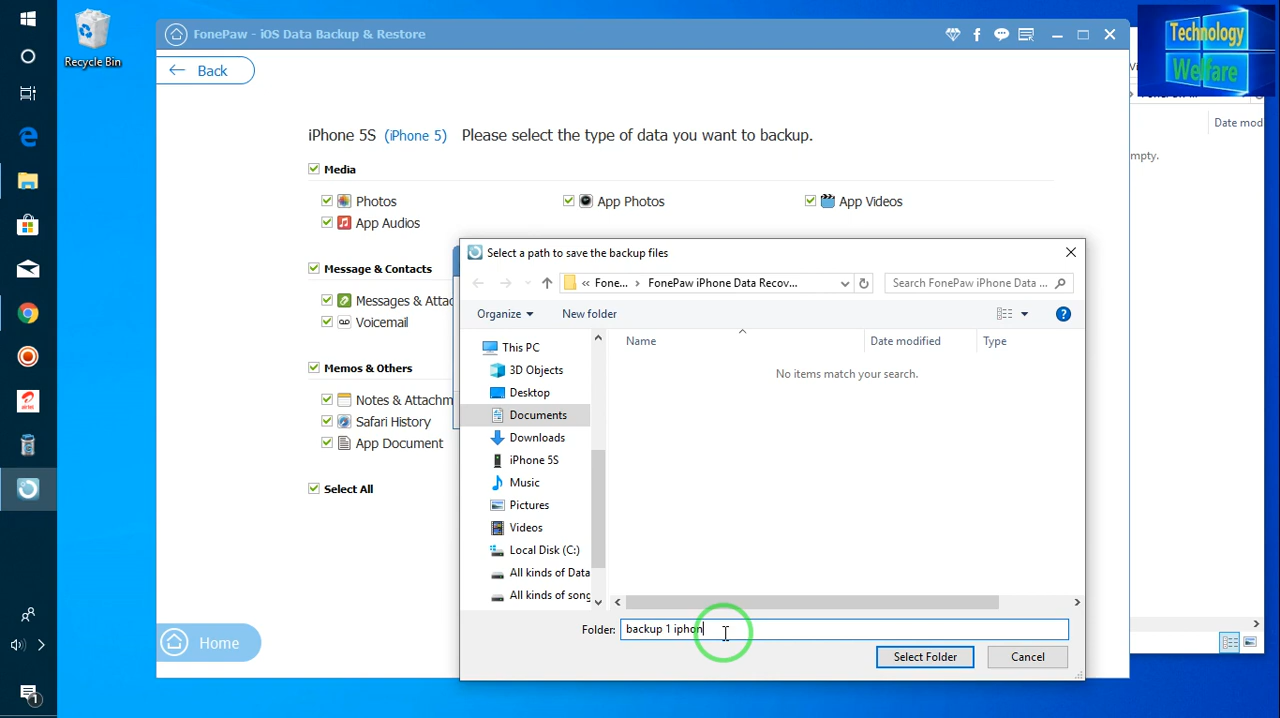 Recycle Bin
FonePaw - iOS Data Backup & Restore
Technology
Welfare
Back
Date mod
iPhone 5S (iPhone 5) Please select the type of data you want to backup.
mpty.
Media
Photos
App Photos
App Videos
App Audios
Message & Contacts
Messages & Attac
Voicemail
Memos & Others
Notes & Attachm
Safari History
App Document
Select All
Home
Select a path to save the backup files
« Fone... › FonePaw iPhone Data Recov...
Search FonePaw iPhone Data ...
Organize
New folder
Name
Date modified
Type
No items match your search.
This PC
3D Objects
Desktop
Documents
Downloads
iPhone 5S
Music
Pictures
Videos
Local Disk (C:)
All kinds of Data
All kinds of song
Folder: backup 1 iphon
Select Folder
Cancel
airtel
1